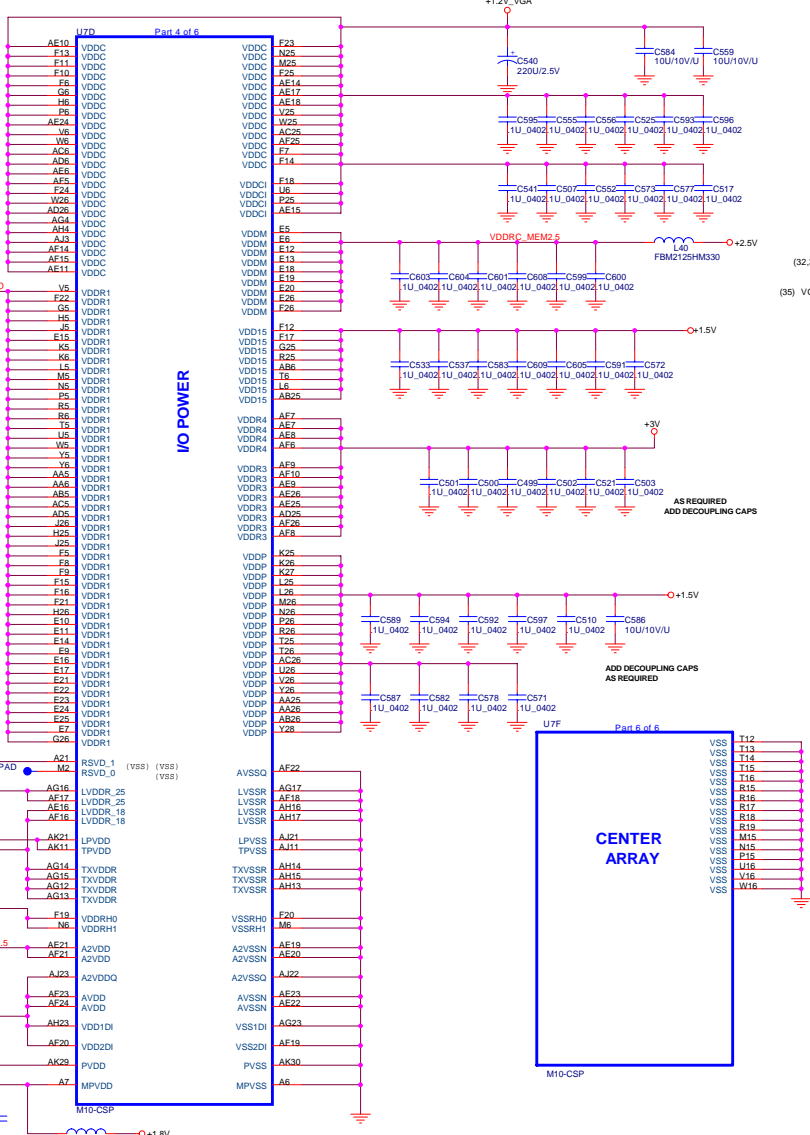 +1.2V_VGA
U7D Part 4 of 6
AE10 VDDC VDDC F23
F13 VDDC VDDC N25
F11 VDDC VDDC M25
F10 VDDC VDDC F25
F6 VDDC VDDC AE14
G6 VDDC VDDC AE17
H6 VDDC VDDC AE18
P6 VDDC VDDC V25
AE24 VDDC VDDC W25
V6 VDDC VDDC AC25
W6 VDDC VDDC AF25
AC6 VDDC VDDC F7
AD6 VDDC VDDC F14
AE6 VDDC
AF5 VDDC VDDCI F18
F24 VDDC VDDCI U6
W26 VDDC VDDCI P25
AD26 VDDC VDDCI AE15
AG4 VDDC
AH4 VDDC VDDM E5
AJ3 VDDC VDDM E6
AF14 VDDC VDDM E12
AF15 VDDC VDDM E13
AE11 VDDC VDDM E18
VDDM E19
V5 VDDR1 VDDM E20
F22 VDDR1 VDDM E26
G5 VDDR1 VDDM F26
H5 VDDR1
J5 VDDR1 VDD15 F12
E15 VDDR1 VDD15 F17
K5 VDDR1 VDD15 G25
K6 VDDR1 VDD15 R25
L5 VDDR1 VDD15 AB6
M5 VDDR1 VDD15 T6
N5 VDDR1 VDD15 L6
P5 VDDR1 VDD15 AB25
R5 VDDR1
R6 VDDR1 VDDR4 AF7
T5 VDDR1 VDDR4 AE7
U5 VDDR1 VDDR4 AE8
W5 VDDR1 VDDR4 AF6
Y5 VDDR1
Y6 VDDR1 VDDR3 AF9
AA5 VDDR1 VDDR3 AF10
AA6 VDDR1 VDDR3 AE9
AB5 VDDR1 VDDR3 AE26
AC5 VDDR1 VDDR3 AE25
AD5 VDDR1 VDDR3 AD25
J26 VDDR1 VDDR3 AF26
H25 VDDR1 VDDR3 AF8
J25 VDDR1
F5 VDDR1 VDDP K25
F8 VDDR1 VDDP K26
F9 VDDR1 VDDP K27
F15 VDDR1 VDDP L25
F16 VDDR1 VDDP L26
F21 VDDR1 VDDP M26
H26 VDDR1 VDDP N26
E10 VDDR1 VDDP P26
E11 VDDR1 VDDP R26
E14 VDDR1 VDDP T25
E9 VDDR1 VDDP T26
E16 VDDR1 VDDP AC26
E17 VDDR1 VDDP U26
E21 VDDR1 VDDP V26
E22 VDDR1 VDDP Y26
E23 VDDR1 VDDP AA25
E24 VDDR1 VDDP AA26
E25 VDDR1 VDDP AB26
E7 VDDR1 VDDP Y28
G26 VDDR1
I/O POWER
PAD
A21 RSVD_1 (VSS) (VSS)
M2 RSVD_0 (VSS) AVSSQ AF22
AG16 LVDDR_25 LVSSR AG17
AF17 LVDDR_25 LVSSR AF18
AE16 LVDDR_18 LVSSR AH16
AF16 LVDDR_18 LVSSR AH17
AK21 LPVDD LPVSS AJ21
AK11 TPVDD TPVSS AJ11
AG14 TXVDDR TXVSSR AH14
AG15 TXVDDR TXVSSR AH15
AG12 TXVDDR TXVSSR AH13
AG13 TXVDDR
F19 VDDRH0 VSSRH0 F20
N6 VDDRH1 VSSRH1 M6
.5
AE21 A2VDD A2VSSN AE19
AF21 A2VDD A2VSSN AE20
AJ23 A2VDDQ A2VSSQ AJ22
AF23 AVDD AVSSN AE23
AF24 AVDD AVSSN AE22
AH23 VDD1DI VSS1DI AG23
AF20 VDD2DI VSS2DI AF19
AK29 PVDD PVSS AK30
A7 MPVDD MPVSS A6
M10-CSP
+1.8V
+ C540 220U/2.5V
C584 10U/10V/U
C559 10U/10V/U
C595 C555 C556 C525 C593 C596
.1U_0402 .1U_0402 .1U_0402 .1U_0402 .1U_0402 .1U_0402
C541 C507 C552 C573 C577 C517
.1U_0402 .1U_0402 .1U_0402 .1U_0402 .1U_0402 .1U_0402
VDDRC_MEM2.5
L40
FBM2125HM330
+2.5V
(32,
(35) VG
C603 C604 C601 C608 C599 C600
.1U_0402 .1U_0402 .1U_0402 .1U_0402 .1U_0402 .1U_0402
+1.5V
C533 C537 C583 C609 C605 C591 C572
.1U_0402 .1U_0402 .1U_0402 .1U_0402 .1U_0402 .1U_0402 .1U_0402
+3V
C501 C500 C499 C502 C521 C503
.1U_0402 .1U_0402 .1U_0402 .1U_0402 .1U_0402 .1U_0402
AS REQUIRED
ADD DECOUPLING CAPS
+1.5V
C589 C594 C592 C597 C510 C586
.1U_0402 .1U_0402 .1U_0402 .1U_0402 .1U_0402 10U/10V/U
ADD DECOUPLING CAPS
AS REQUIRED
C587 C582 C578 C571
.1U_0402 .1U_0402 .1U_0402 .1U_0402
U7F Part 6 of 6
VSS T12
VSS T13
VSS T14
VSS T15
VSS T16
VSS R15
VSS R16
VSS R17
VSS R18
VSS R19
VSS M15
VSS N15
VSS P15
VSS U16
VSS V16
VSS W16
CENTER
ARRAY
M10-CSP